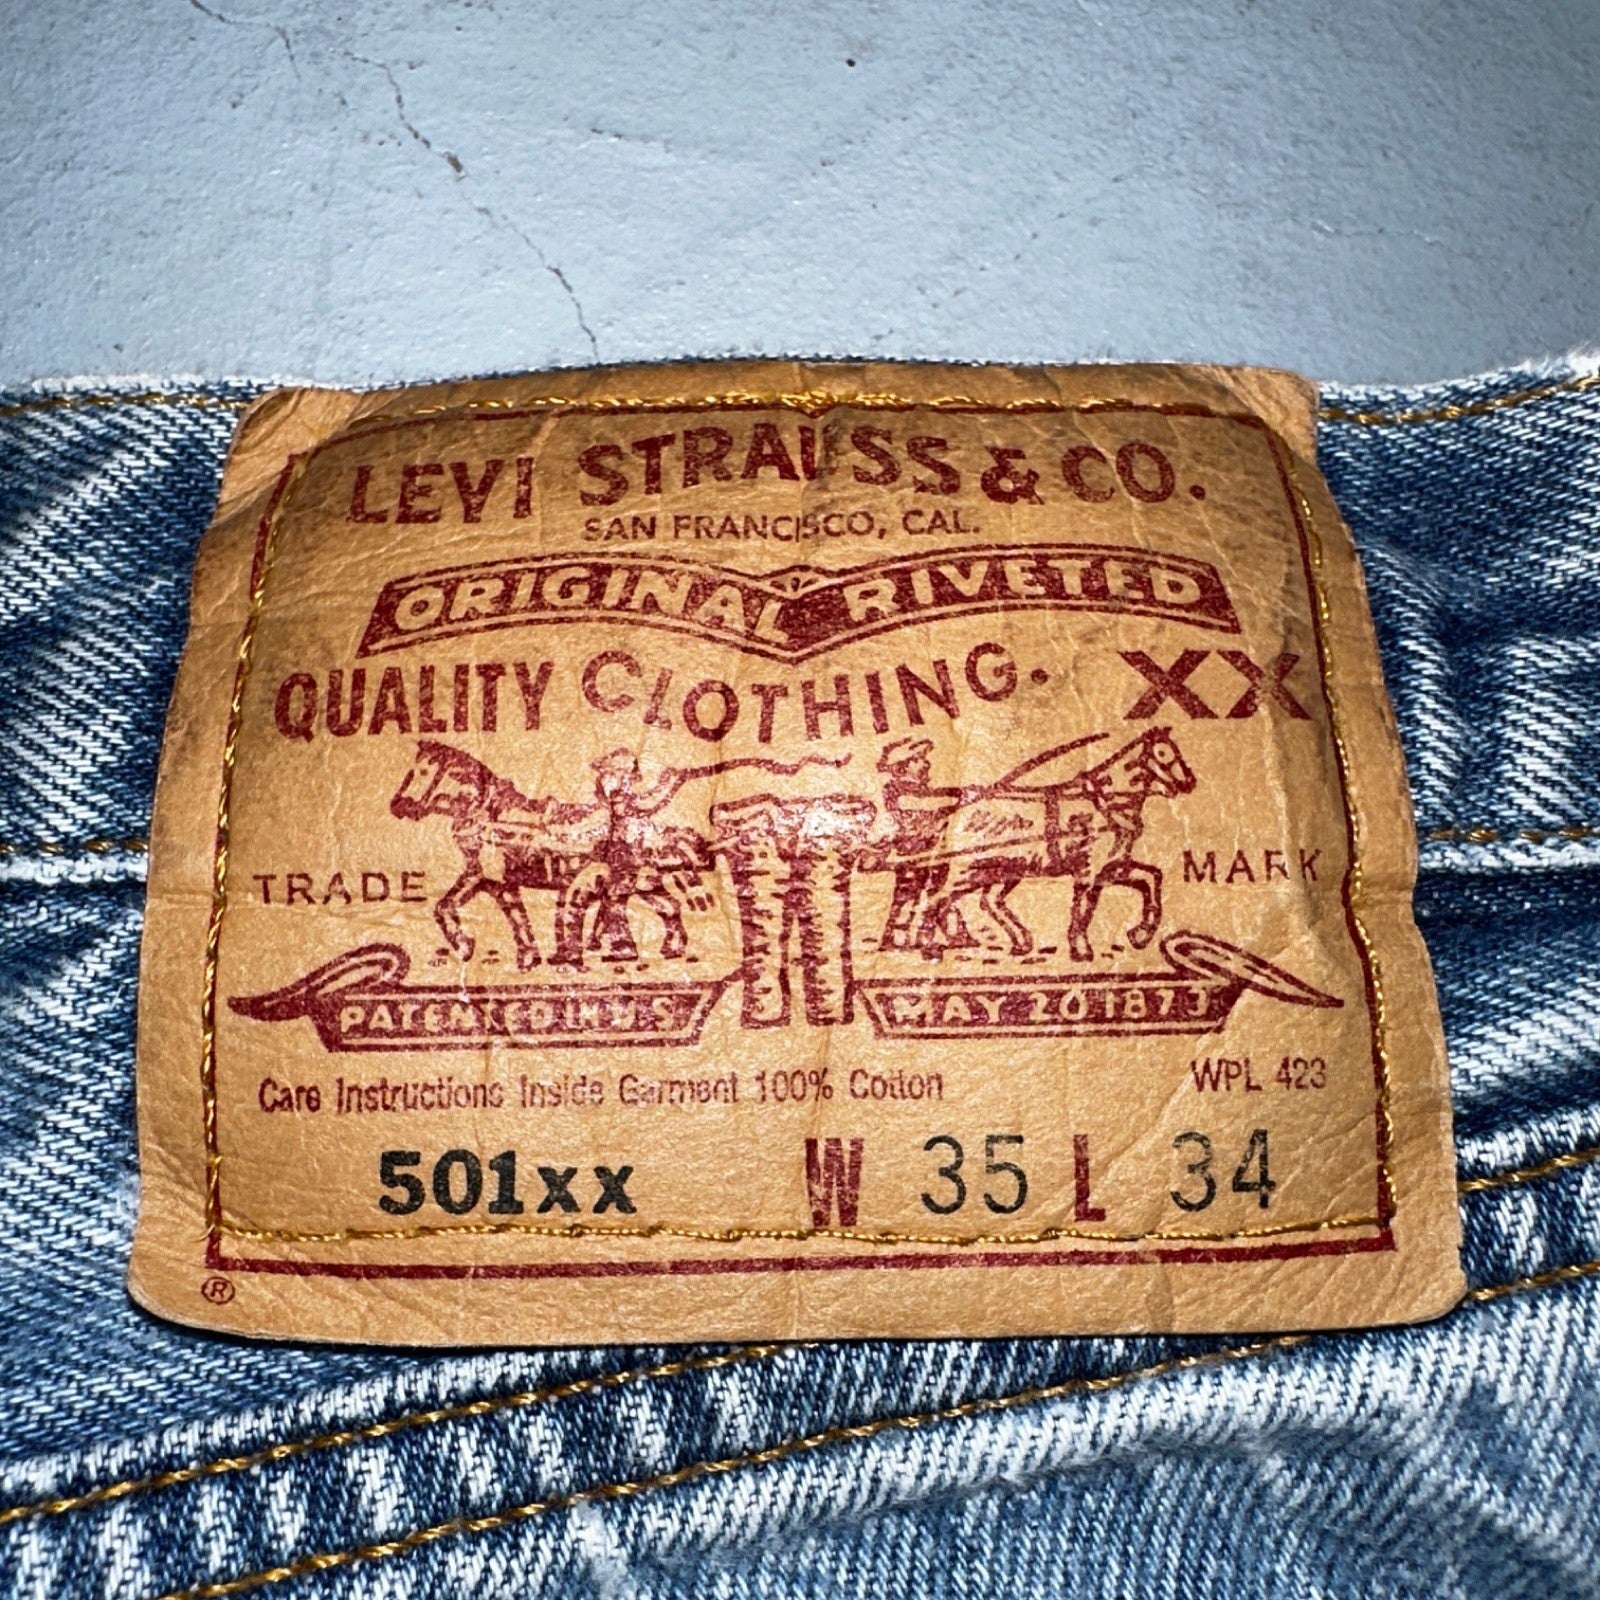 LEVI STRAUSS & CO.
SAN FRANCISCO, CAL.
ORIGINAL RIVETED
QUALITY CLOTHING. XX
TRADE MARK
PATENTED IN U.S MAY 20 1873
Care Instructions Inside Garment 100% Cotton WPL 423
501xx W 35 L 34
®